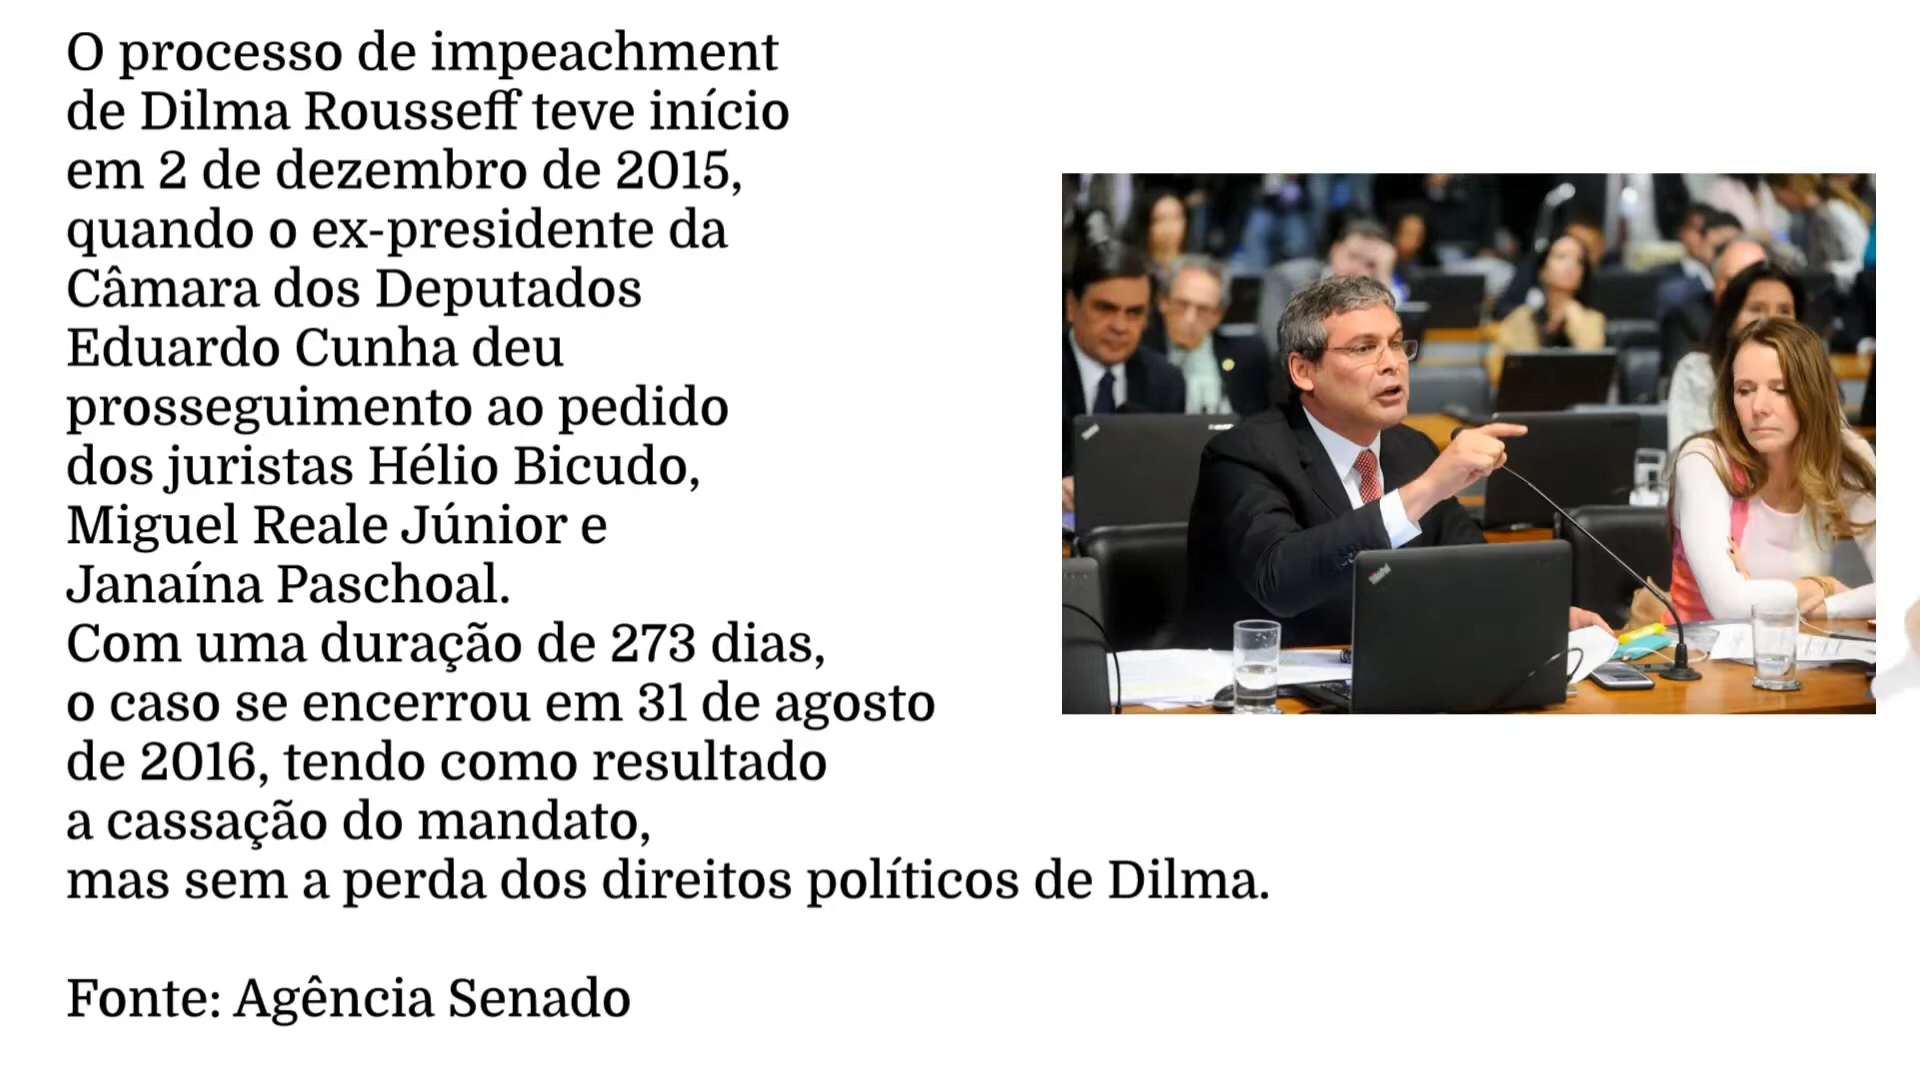 O processo de impeachment
de Dilma Rousseff teve início
em 2 de dezembro de 2015,
quando o ex-presidente da
Câmara dos Deputados
Eduardo Cunha deu
prosseguimento ao pedido
dos juristas Hélio Bicudo,
Miguel Reale Júnior e
Janaína Paschoal.
Com uma duração de 273 dias,
o caso se encerrou em 31 de agosto
de 2016, tendo como resultado
a cassação do mandato,
mas sem a perda dos direitos políticos de Dilma.
Fonte: Agência Senado
ThinkPad